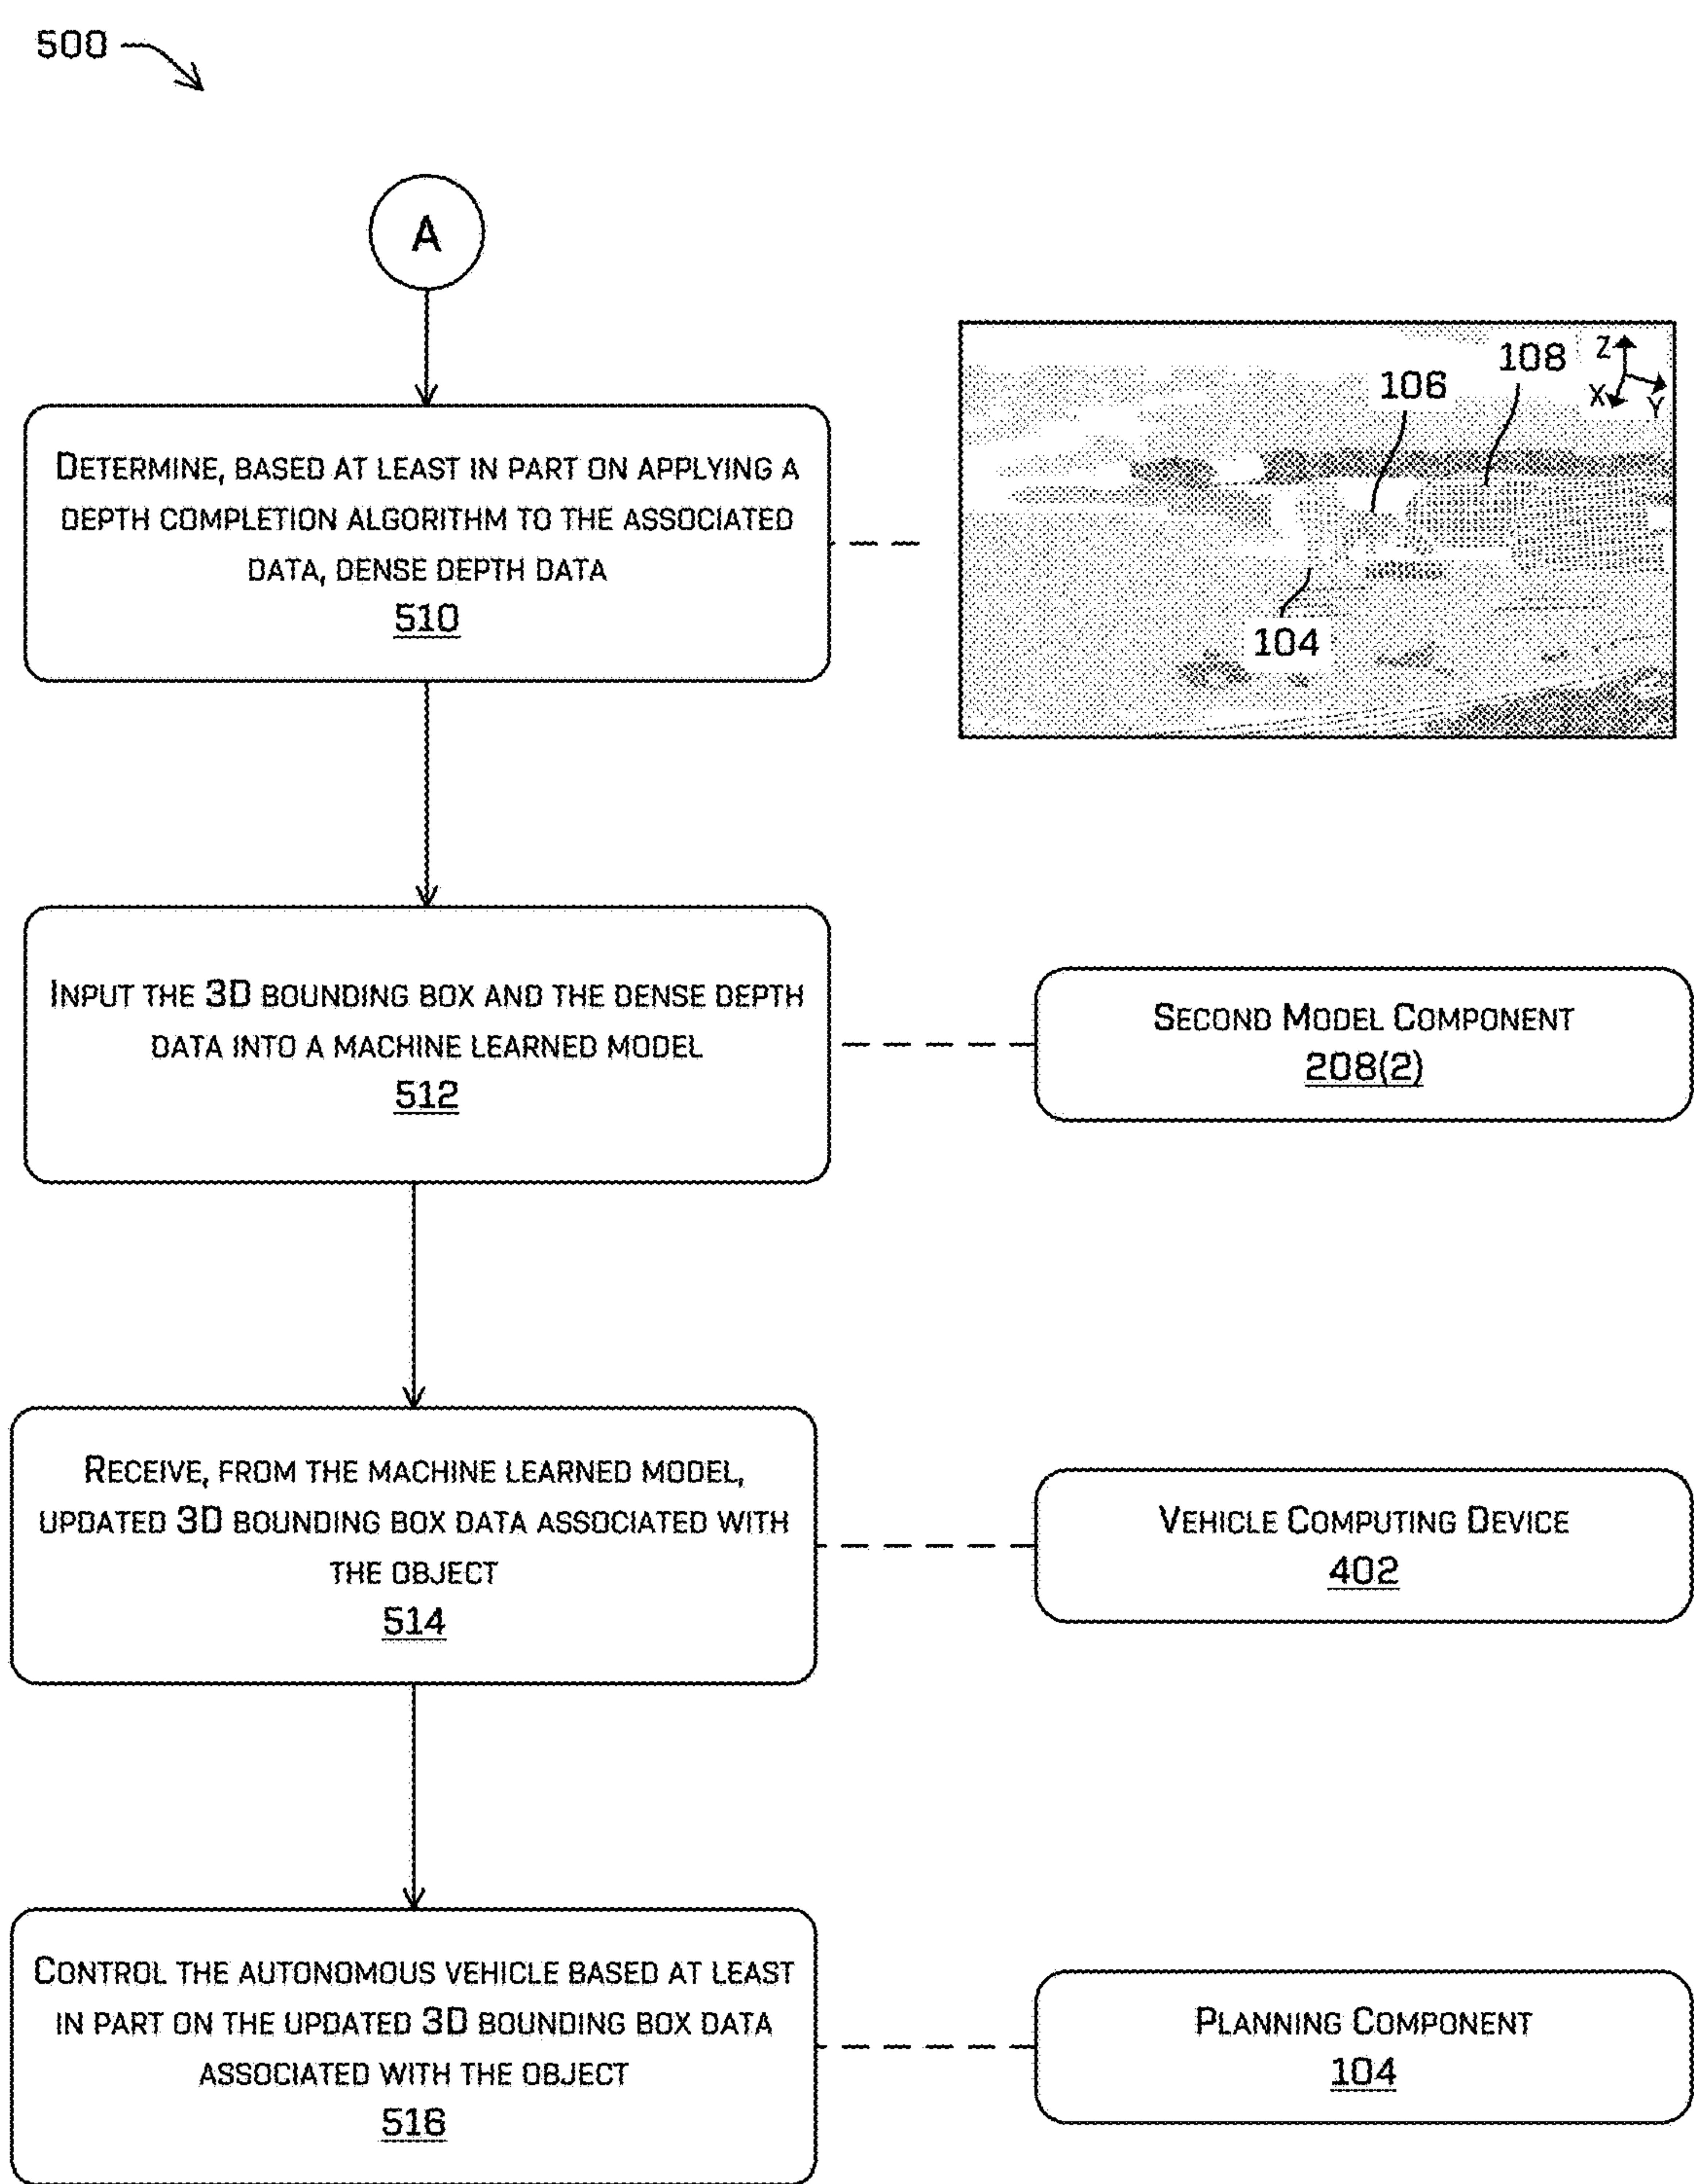 500
A
DETERMINE, BASED AT LEAST IN PART ON APPLYING A
DEPTH COMPLETION ALGORITHM TO THE ASSOCIATED
DATA, DENSE DEPTH DATA
510
108
106
Z
X
Y
104
INPUT THE 3D BOUNDING BOX AND THE DENSE DEPTH
DATA INTO A MACHINE LEARNED MODEL
512
SECOND MODEL COMPONENT
208(2)
RECEIVE, FROM THE MACHINE LEARNED MODEL,
UPDATED 3D BOUNDING BOX DATA ASSOCIATED WITH
THE OBJECT
514
VEHICLE COMPUTING DEVICE
402
CONTROL THE AUTONOMOUS VEHICLE BASED AT LEAST
IN PART ON THE UPDATED 3D BOUNDING BOX DATA
ASSOCIATED WITH THE OBJECT
516
PLANNING COMPONENT
104